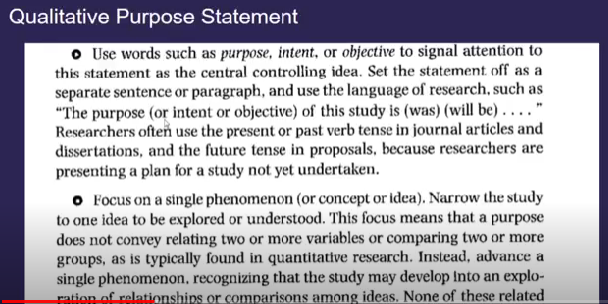 Qualitative Purpose Statement
Use words such as purpose, intent, or objective to signal attention to
this statement as the central controlling idea. Set the statement off as a
separate sentence or paragraph, and use the language of research, such as
“The purpose (or intent or objective) of this study is (was) (will be) . . . . ”
Researchers often use the present or past verb tense in journal articles and
dissertations, and the future tense in proposals, because researchers are
presenting a plan for a study not yet undertaken.
Focus on a single phenomenon (or concept or idea). Narrow the study
to one idea to be explored or understood. This focus means that a purpose
does not convey relating two or more variables or comparing two or more
groups, as is typically found in quantitative research. Instead, advance a
single phenomenon, recognizing that the study may develop into an explo-
ration of relationships or comparisons among ideas. None of these related